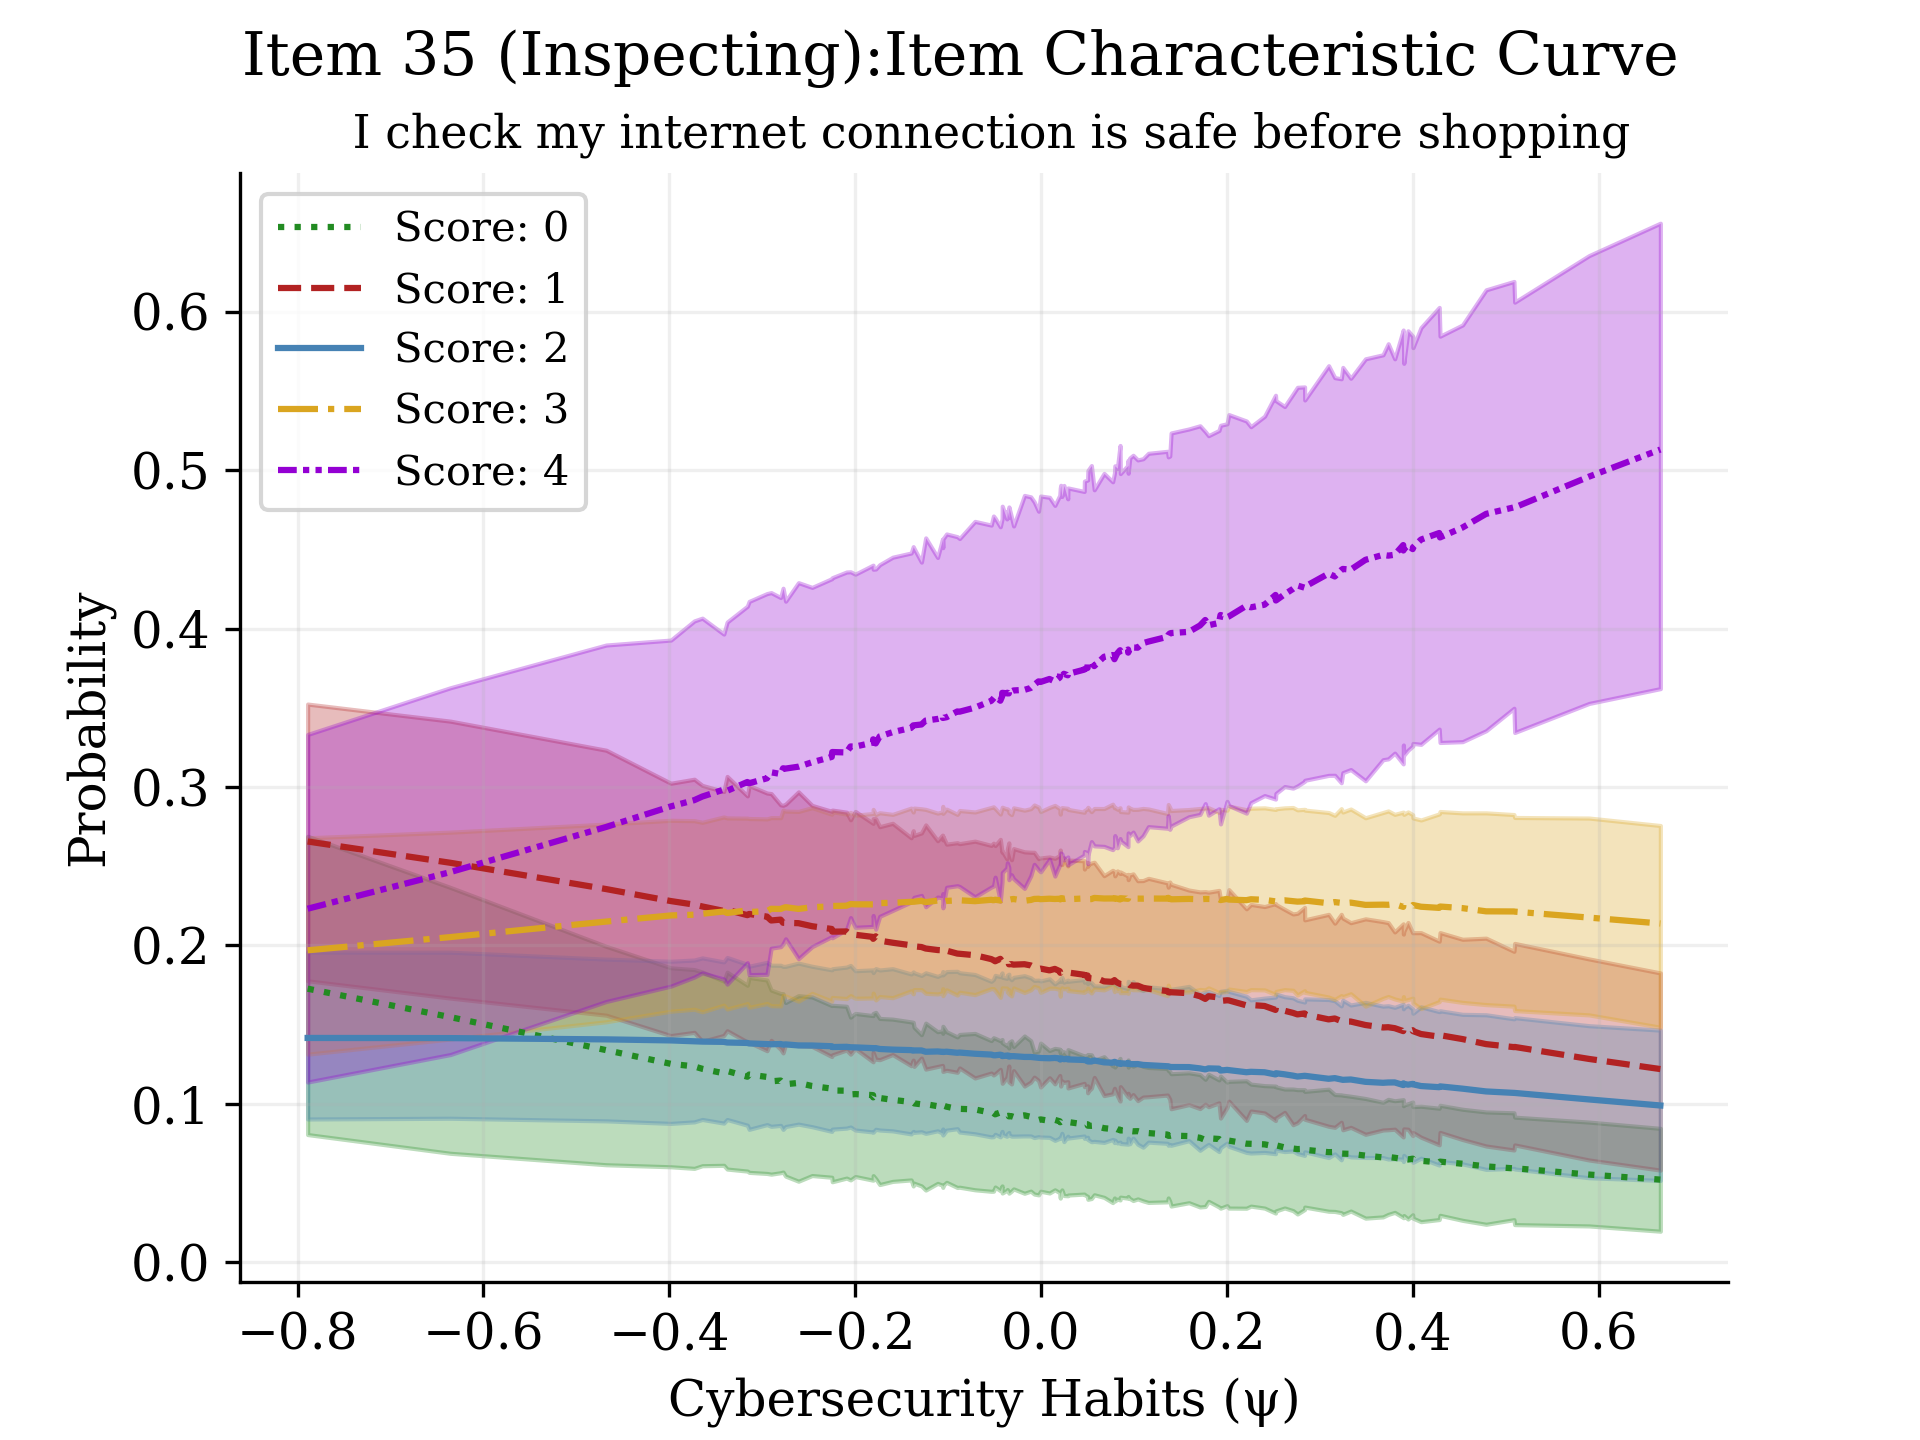 Item 35 (Inspecting):Item Characteristic Curve
I check my internet connection is safe before shopping
Score: 0
Score: 1
Score: 2
Score: 3
Score: 4
Probability
0.6
0.5
0.4
0.3
0.2
0.1
0.0
−0.8 −0.6 −0.4 −0.2 0.0 0.2 0.4 0.6
Cybersecurity Habits (ψ)